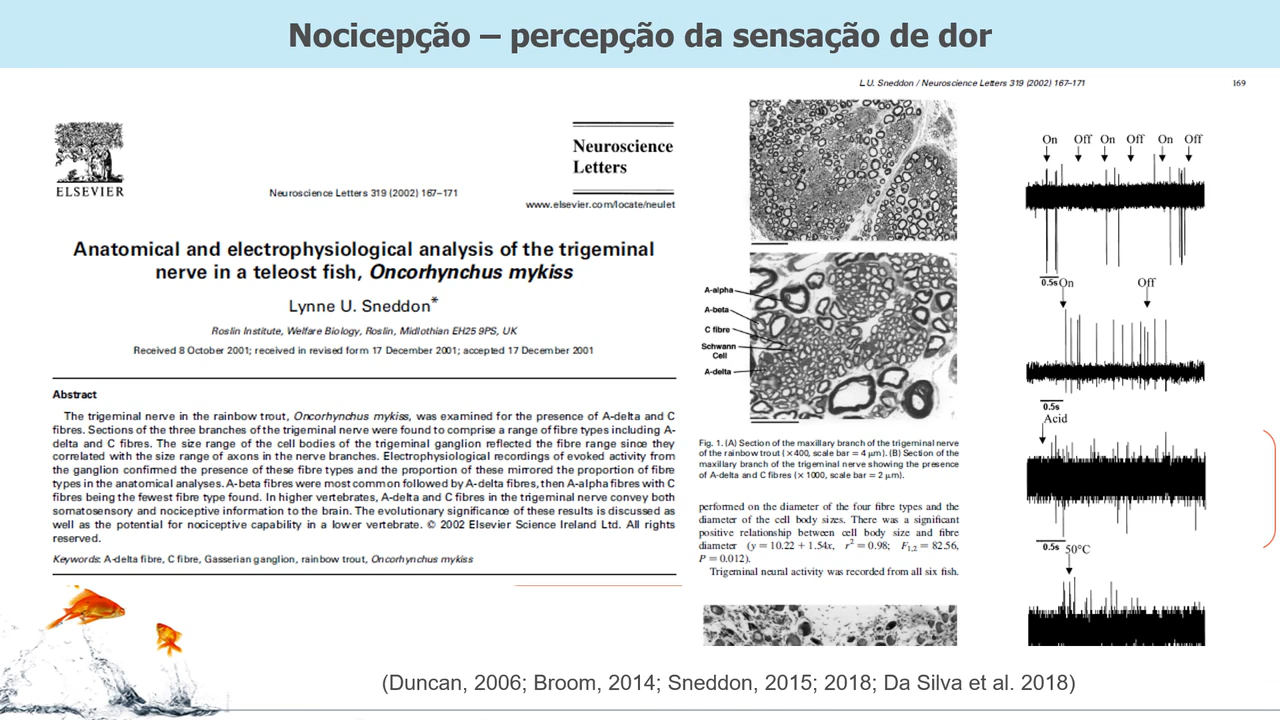 Nocicepção – percepção da sensação de dor
ELSEVIER
Neuroscience Letters 319 (2002) 167–171
Neuroscience
Letters
www.elsevier.com/locate/neulet
Anatomical and electrophysiological analysis of the trigeminal
nerve in a teleost fish, Oncorhynchus mykiss
Lynne U. Sneddon*
Roslin Institute, Welfare Biology, Roslin, Midlothian EH25 9PS, UK
Received 8 October 2001; received in revised form 17 December 2001; accepted 17 December 2001
Abstract
The trigeminal nerve in the rainbow trout, Oncorhynchus mykiss, was examined for the presence of A-delta and C
fibres. Sections of the three branches of the trigeminal nerve were found to comprise a range of fibre types including A-
delta and C fibres. The size range of the cell bodies of the trigeminal ganglion reflected the fibre range since they
correlated with the size range of axons in the nerve branches. Electrophysiological recordings of evoked activity from
the ganglion confirmed the presence of these fibre types and the proportion of these mirrored the proportion of fibre
types in the anatomical analyses. A-beta fibres were most common followed by A-delta fibres, then A-alpha fibres with C
fibres being the fewest fibre type found. In higher vertebrates, A-delta and C fibres in the trigeminal nerve convey both
somatosensory and nociceptive information to the brain. The evolutionary significance of these results is discussed as
well as the potential for nociceptive capability in a lower vertebrate. © 2002 Elsevier Science Ireland Ltd. All rights
reserved.
Keywords: A-delta fibre, C fibre, Gasserian ganglion, rainbow trout, Oncorhynchus mykiss
L.U. Sneddon / Neuroscience Letters 319 (2002) 167–171
169
A-alpha
A-beta
C fibre
Schwann
Cell
A-delta
Fig. 1. (A) Section of the maxillary branch of the trigeminal nerve
of the rainbow trout (×400, scale bar = 4 μm). (B) Section of the
maxillary branch of the trigeminal nerve showing the presence
of A-delta and C fibres (× 1000, scale bar = 2 μm).
performed on the diameter of the four fibre types and the
diameter of the cell body sizes. There was a significant
positive relationship between cell body size and fibre
diameter (y = 10.22 + 1.54x, r² = 0.98; F1,2 = 82.56,
P = 0.012).
Trigeminal neural activity was recorded from all six fish.
On Off On Off On Off
0.5s
On Off
0.5s
Acid
0.5s
50°C
(Duncan, 2006; Broom, 2014; Sneddon, 2015; 2018; Da Silva et al. 2018)